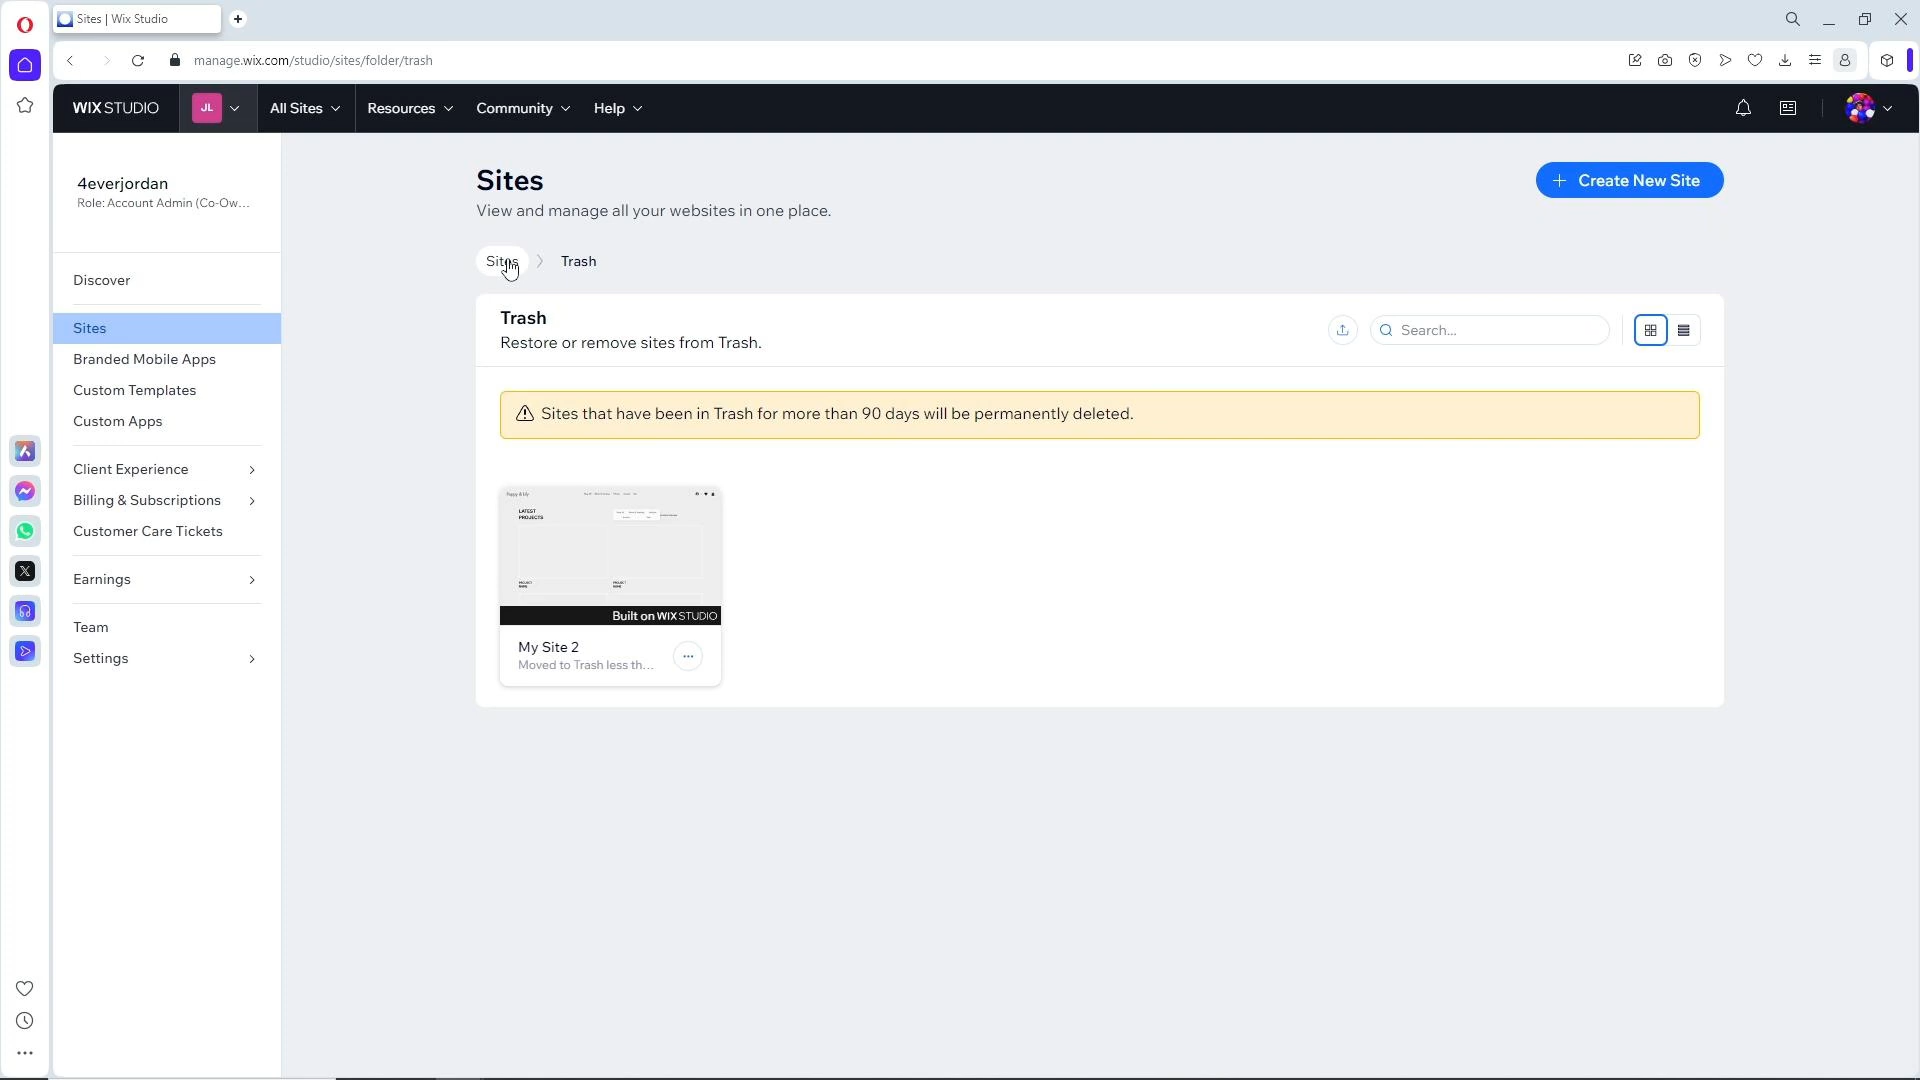 Sites | Wix Studio
manage.wix.com/studio/sites/folder/trash
WIX STUDIO
JL
All Sites
Resources
Community
Help
4everjordan
Role: Account Admin (Co-Ow...
Discover
Sites
Branded Mobile Apps
Custom Templates
Custom Apps
Client Experience
Billing & Subscriptions
Customer Care Tickets
Earnings
Team
Settings
Sites
View and manage all your websites in one place.
Create New Site
Sites
Trash
Trash
Restore or remove sites from Trash.
Search...
Sites that have been in Trash for more than 90 days will be permanently deleted.
LATEST
PROJECTS
PROJECT
NAME
PROJECT
NAME
Built on WIX STUDIO
My Site 2
Moved to Trash less th...